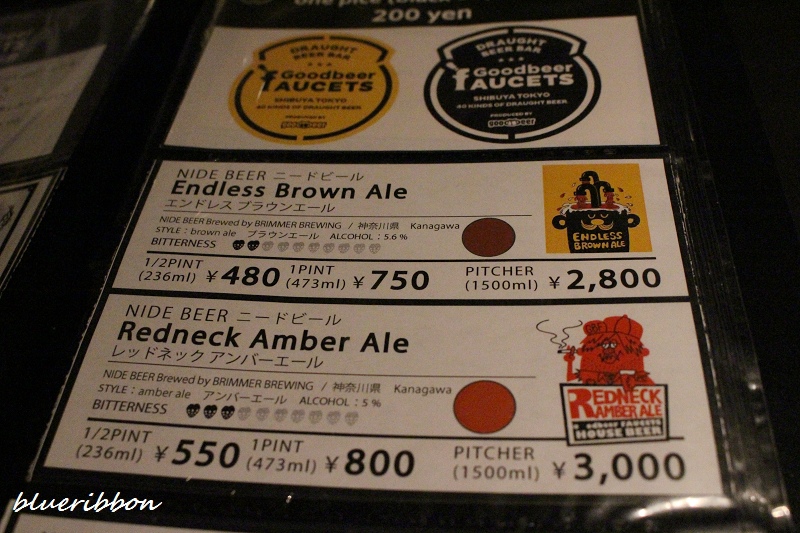 200 yen
DRAUGHT
BEER BAR
Goodbeer
FAUCETS
SHIBUYA TOKYO
40 KINDS OF DRAUGHT BEER
PRODUCED BY
DRAUGHT
BEER BAR
Goodbeer
FAUCETS
SHIBUYA TOKYO
40 KINDS OF DRAUGHT BEER
PRODUCED BY
NIDE BEER ニードビール
Endless Brown Ale
エンドレス ブラウンエール
NIDE BEER Brewed by BRIMMER BREWING / 神奈川県 Kanagawa
STYLE : brown ale ブラウンエール ALCOHOL : 5.6 %
BITTERNESS
ENDLESS
BROWN ALE
1/2PINT (236ml) ¥480 1PINT (473ml) ¥750 PITCHER (1500ml) ¥2,800
NIDE BEER ニードビール
Redneck Amber Ale
レッドネック アンバーエール
NIDE BEER Brewed by BRIMMER BREWING / 神奈川県 Kanagawa
STYLE : amber ale アンバーエール ALCOHOL : 5 %
BITTERNESS
REDNECK
AMBER ALE
HOUSE BEER
1/2PINT (236ml) ¥550 1PINT (473ml) ¥800 PITCHER (1500ml) ¥3,000
blueribbon